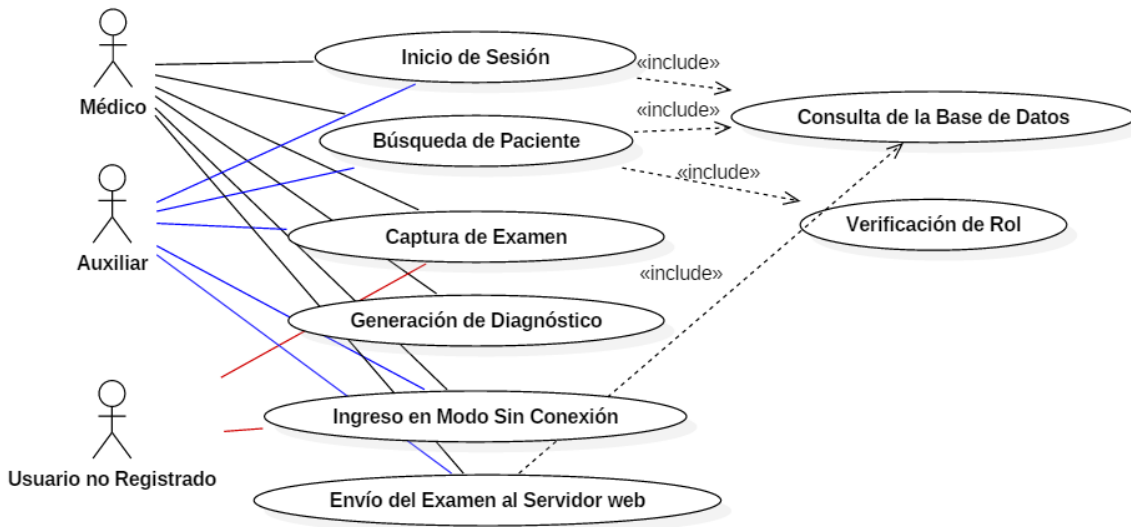 Inicio de Sesión
«include»
Médico
«include»
Consulta de la Base de Datos
Búsqueda de Paciente
«include»
Auxiliar
Captura de Examen
Verificación de Rol
«include»
Generación de Diagnóstico
Ingreso en Modo Sin Conexión
Usuario no Registrado
Envío del Examen al Servidor web